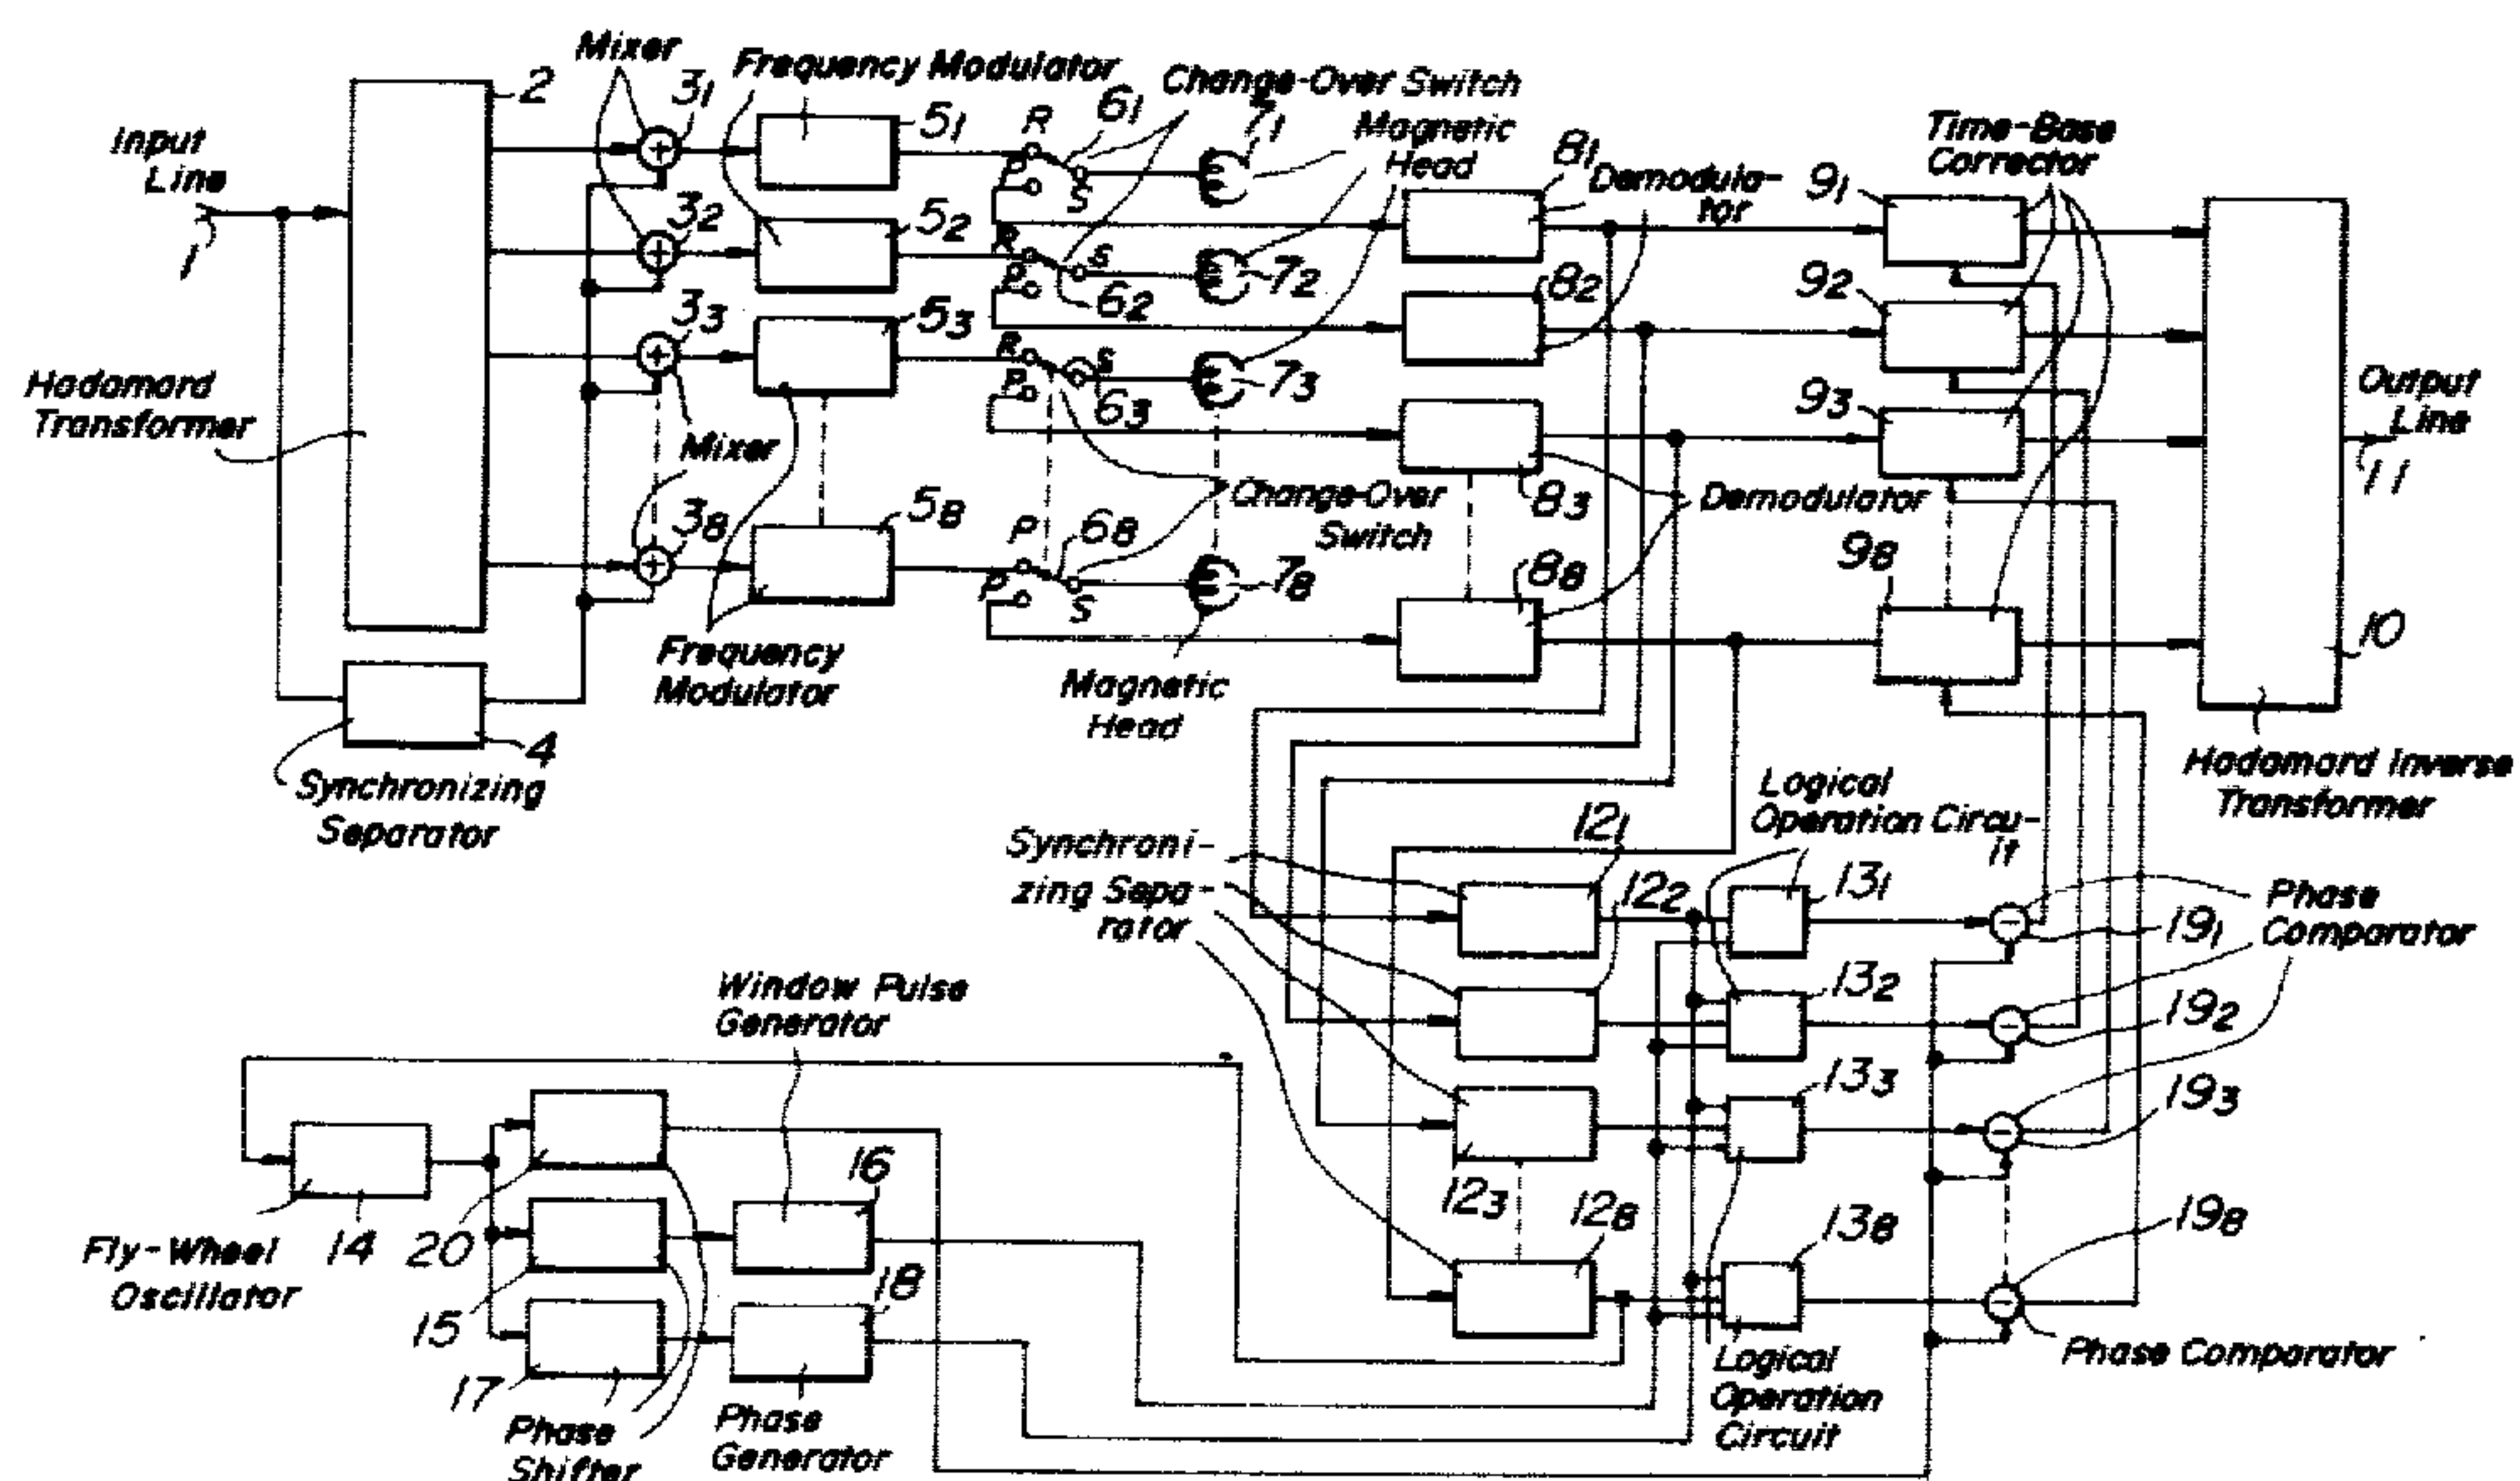 Mixer
Frequency Modulator
Change-Over Switch
2
3₁
5₁
R
6₁
7₁
Magnetic
Head
8₁
Demodula-
tor
9₁
Time-Base
Corrector
Input
Line
1
P
S
3₂
5₂
R
P
S
6₂
7₂
8₂
9₂
3₃
5₃
R
P
S
6₃
7₃
8₃
9₃
Hadamard
Transformer
Output
Line
11
Mixer
Change-Over
Switch
Demodulator
3₈
5₈
P
P
6₈
S
7₈
8₈
9₈
10
Frequency
Modulator
Magnetic
Head
4
Synchronizing
Separator
Hadamard Inverse
Transformer
Logical
Operation Circu-
it
Synchroni-
zing Sepa-
rator
12₁
12₂
13₁
Phase
Comparator
19₁
Window Pulse
Generator
13₂
19₂
13₃
19₃
16
12₃
12₈
13₈
19₈
Fly-Wheel
Oscillator
14
20
15
18
17
Phase
Shifter
Phase
Generator
Logical
Operation
Circuit
Phase Comparator